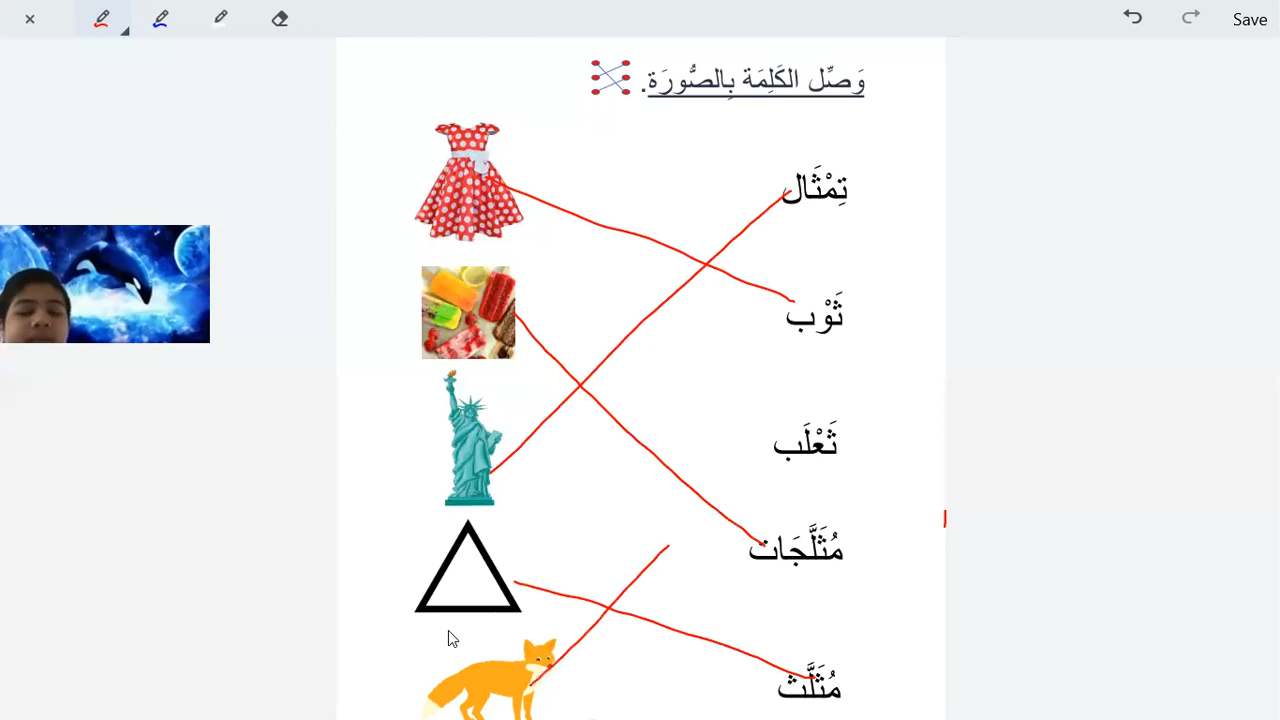 Save
وَصِّل الكَلِمَة بِالصُّورَة.
تِمْثَال
ثَوْب
ثَعْلَب
مُثَلَّجَات
مُثَلَّث